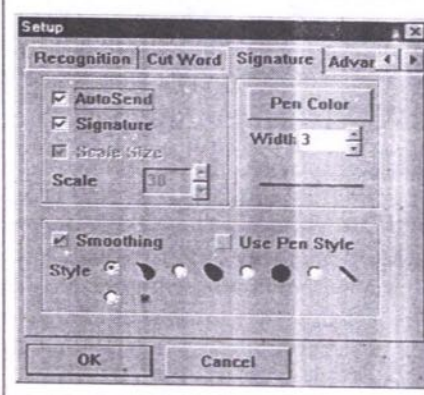 Setup
Recognition Cut Word Signature Advar
AutoSend Pen Color
Signature Width 3
Scale Size
Scale 30
Smoothing Use Pen Style
Style
OK Cancel